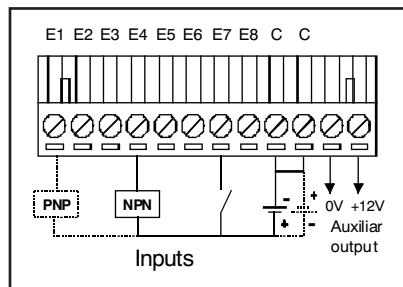 E1 E2 E3 E4 E5 E6 E7 E8 C C
PNP NPN - + 0V +12V
+ - Auxiliar
Inputs output